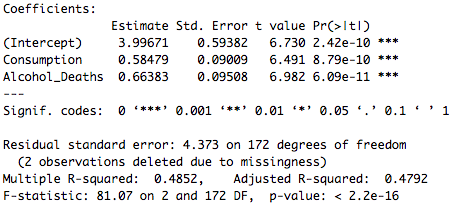 Coefficients:
Estimate Std. Error t value Pr(>|t|)
(Intercept) 3.99671 0.59382 6.730 2.42e-10 ***
Consumption 0.58479 0.09009 6.491 8.79e-10 ***
Alcohol_Deaths 0.66383 0.09508 6.982 6.09e-11 ***
---
Signif. codes: 0 ‘***’ 0.001 ‘**’ 0.01 ‘*’ 0.05 ‘.’ 0.1 ‘ ’ 1
Residual standard error: 4.373 on 172 degrees of freedom
(2 observations deleted due to missingness)
Multiple R-squared: 0.4852, Adjusted R-squared: 0.4792
F-statistic: 81.07 on 2 and 172 DF, p-value: < 2.2e-16